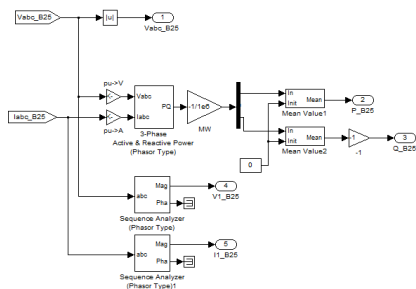 Vabc_B25
|u|
1
Vabc_B25
pu->V
<-
Vabc
PQ
-1/1e6
In
Mean
Init
2
P_B25
Mean Value1
Iabc_B25
<-
Iabc
pu->A
3-Phase
Active & Reactive Power
(Phasor Type)
MW
In
Mean
Init
-1
3
Mean Value2
-1
Q_B25
0
abc
Mag
Pha
4
V1_B25
Sequence Analyzer
(Phasor Type)
abc
Mag
Pha
5
I1_B25
Sequence Analyzer
(Phasor Type)1